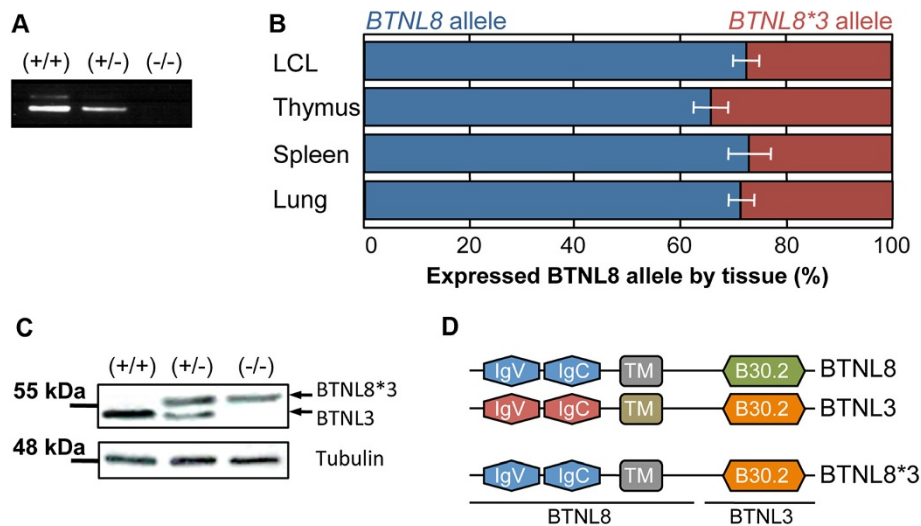 A
(+/+) (+/-) (-/-)
B
BTNL8 allele BTNL8*3 allele
LCL
Thymus
Spleen
Lung
0 20 40 60 80 100
Expressed BTNL8 allele by tissue (%)
C
(+/+) (+/-) (-/-)
55 kDa
BTNL8*3
BTNL3
48 kDa
Tubulin
D
IgV IgC TM B30.2 BTNL8
IgV IgC TM B30.2 BTNL3
IgV IgC TM B30.2 BTNL8*3
BTNL8 BTNL3